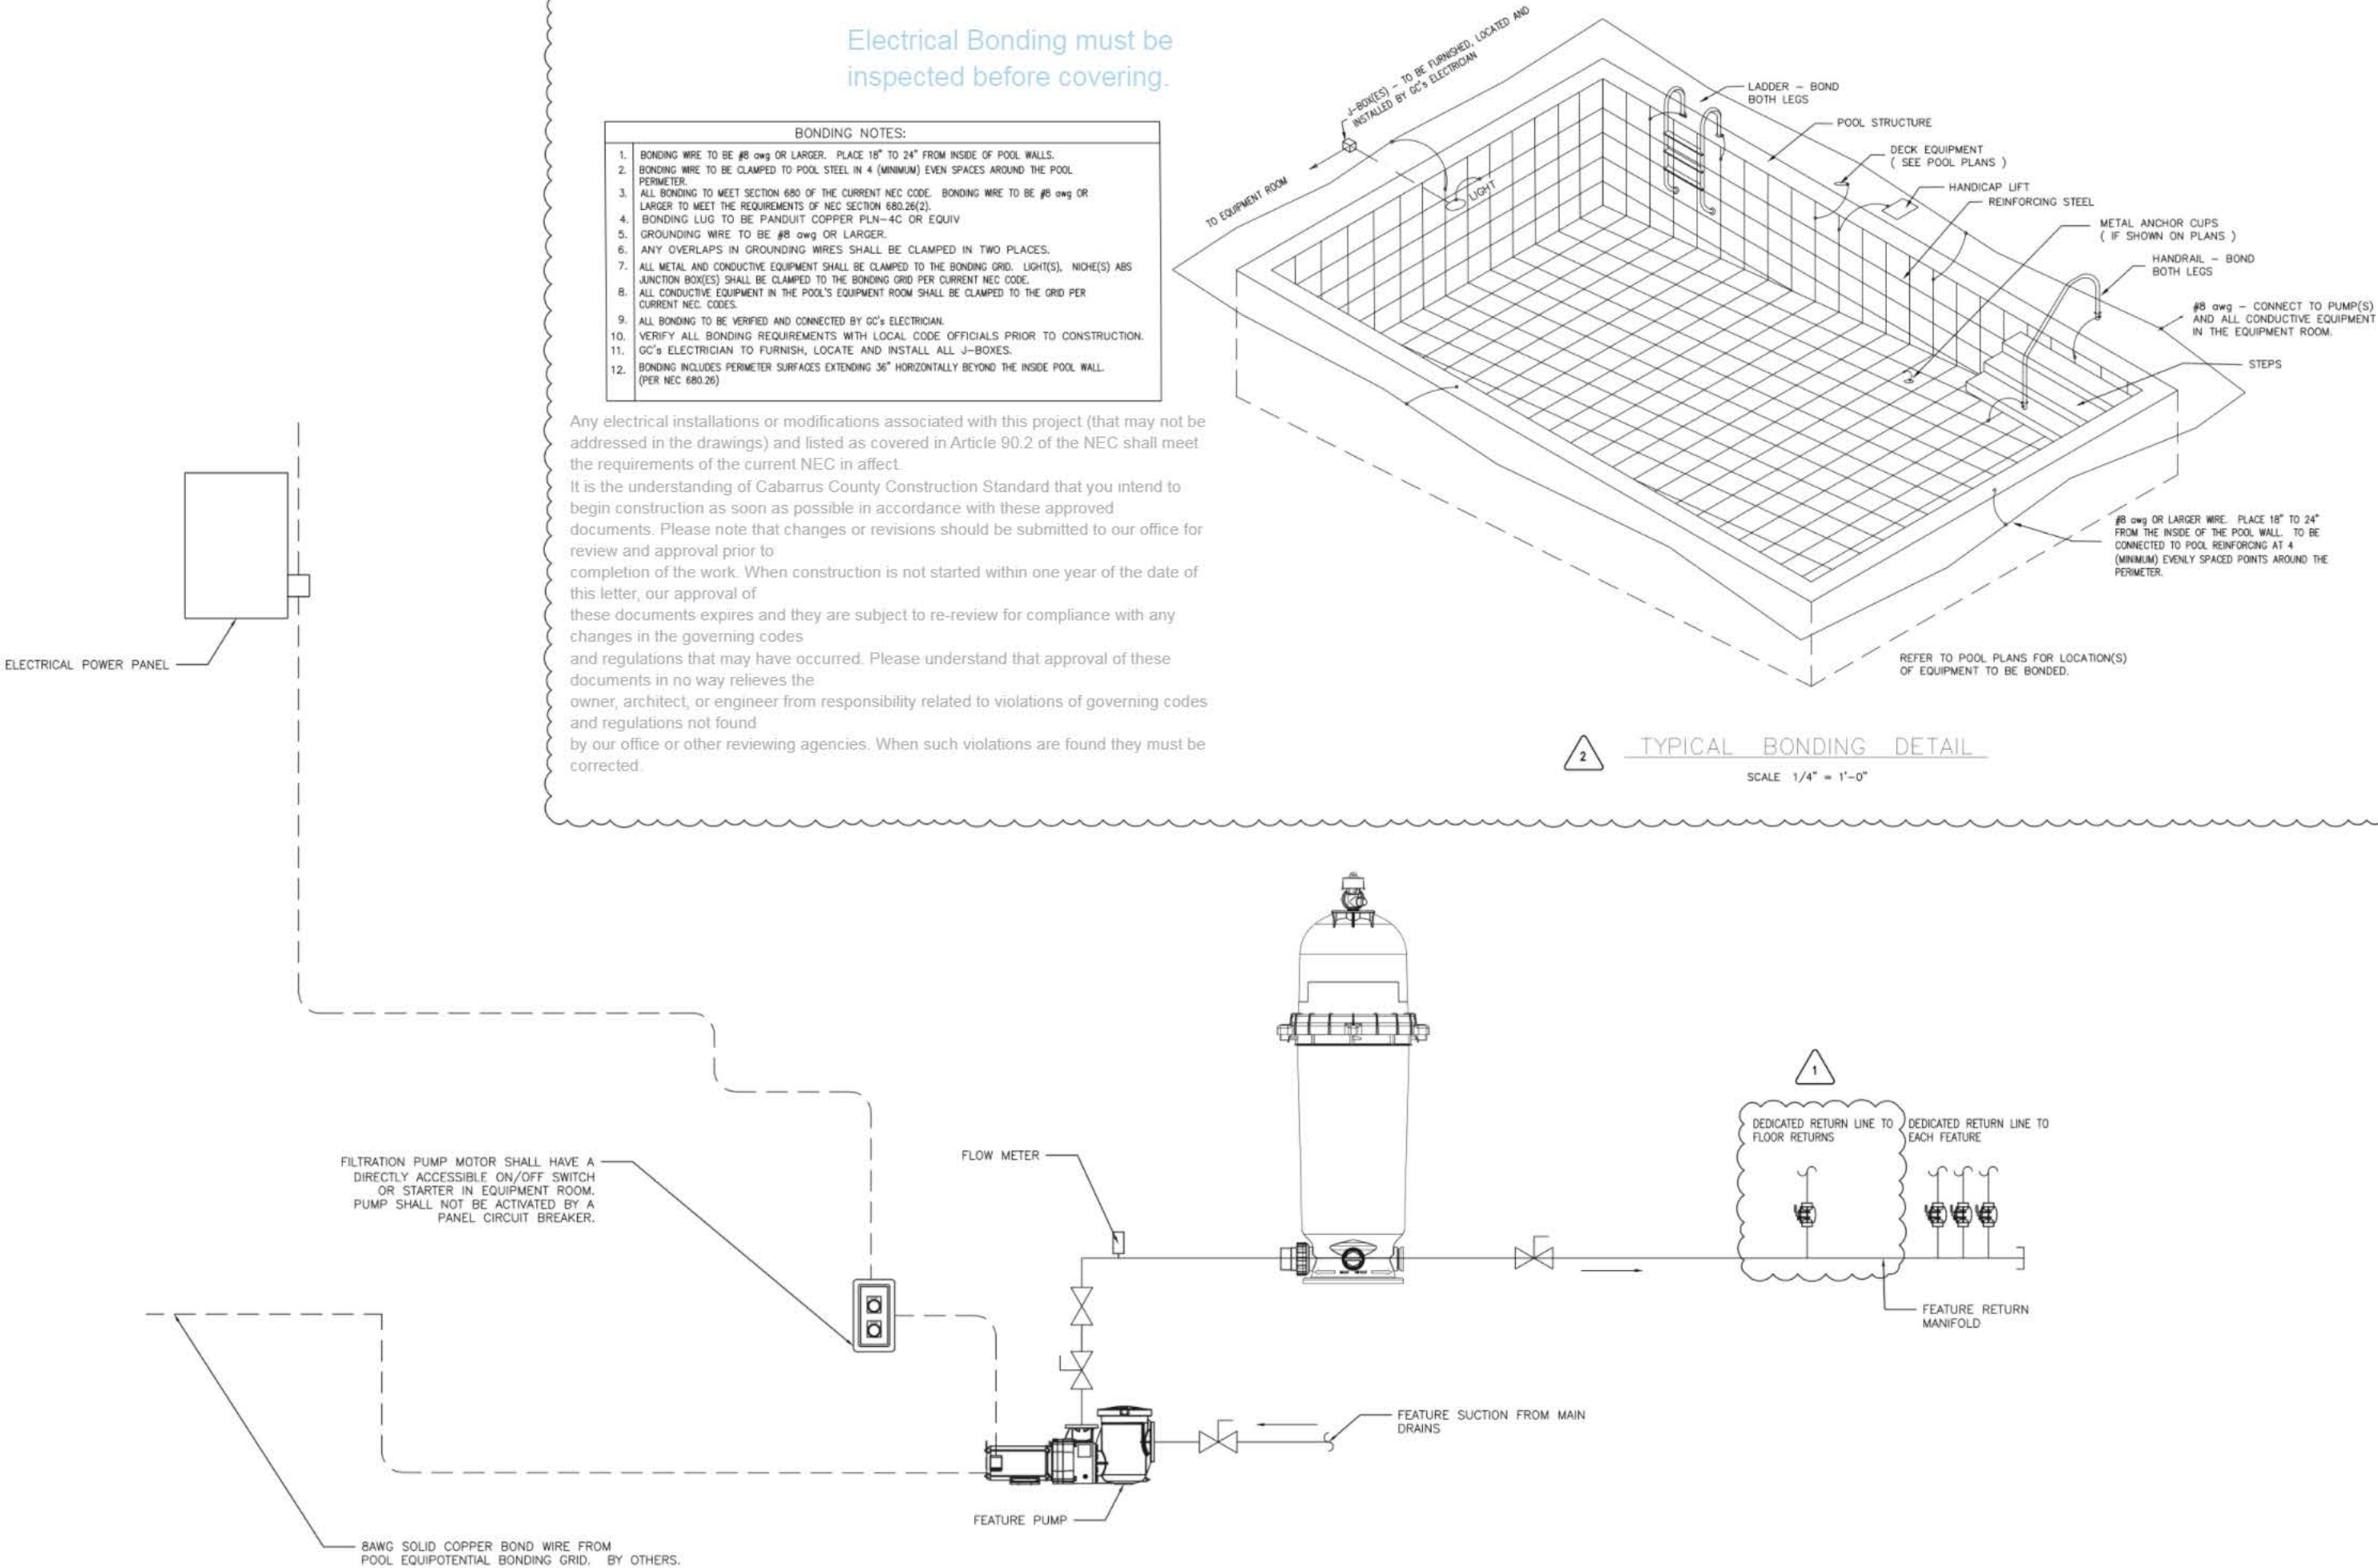 Electrical Bonding must be
inspected before covering.
BONDING NOTES:
1. BONDING WIRE TO BE #8 awg OR LARGER. PLACE 18" TO 24" FROM INSIDE OF POOL WALLS.
2. BONDING WIRE TO BE CLAMPED TO POOL STEEL IN 4 (MINIMUM) EVEN SPACES AROUND THE POOL
PERIMETER.
3. ALL BONDING TO MEET SECTION 680 OF THE CURRENT NEC CODE. BONDING WIRE TO BE #8 awg OR
LARGER TO MEET THE REQUIREMENTS OF NEC SECTION 680.26(2).
4. BONDING LUG TO BE PANDUIT COPPER PLN-4C OR EQUIV
5. GROUNDING WIRE TO BE #8 awg OR LARGER.
6. ANY OVERLAPS IN GROUNDING WIRES SHALL BE CLAMPED IN TWO PLACES.
7. ALL METAL AND CONDUCTIVE EQUIPMENT SHALL BE CLAMPED TO THE BONDING GRID. LIGHT(S), NICHE(S) ABS
JUNCTION BOX(ES) SHALL BE CLAMPED TO THE BONDING GRID PER CURRENT NEC CODE.
8. ALL CONDUCTIVE EQUIPMENT IN THE POOL'S EQUIPMENT ROOM SHALL BE CLAMPED TO THE GRID PER
CURRENT NEC. CODES.
9. ALL BONDING TO BE VERIFIED AND CONNECTED BY GC's ELECTRICIAN.
10. VERIFY ALL BONDING REQUIREMENTS WITH LOCAL CODE OFFICIALS PRIOR TO CONSTRUCTION.
11. GC's ELECTRICIAN TO FURNISH, LOCATE AND INSTALL ALL J-BOXES.
12. BONDING INCLUDES PERIMETER SURFACES EXTENDING 36" HORIZONTALLY BEYOND THE INSIDE POOL WALL.
(PER NEC 680.26)
Any electrical installations or modifications associated with this project (that may not be
addressed in the drawings) and listed as covered in Article 90.2 of the NEC shall meet
the requirements of the current NEC in affect.
It is the understanding of Cabarrus County Construction Standard that you intend to
begin construction as soon as possible in accordance with these approved
documents. Please note that changes or revisions should be submitted to our office for
review and approval prior to
completion of the work. When construction is not started within one year of the date of
this letter, our approval of
these documents expires and they are subject to re-review for compliance with any
changes in the governing codes
and regulations that may have occurred. Please understand that approval of these
documents in no way relieves the
owner, architect, or engineer from responsibility related to violations of governing codes
and regulations not found
by our office or other reviewing agencies. When such violations are found they must be
corrected.
J-BOX(ES) - TO BE FURNISHED, LOCATED AND
INSTALLED BY GC's ELECTRICIAN
TO EQUIPMENT ROOM
LIGHT
LADDER - BOND
BOTH LEGS
POOL STRUCTURE
DECK EQUIPMENT
( SEE POOL PLANS )
HANDICAP LIFT
REINFORCING STEEL
METAL ANCHOR CUPS
( IF SHOWN ON PLANS )
HANDRAIL - BOND
BOTH LEGS
#8 awg - CONNECT TO PUMP(S)
AND ALL CONDUCTIVE EQUIPMENT
IN THE EQUIPMENT ROOM.
STEPS
#8 awg OR LARGER WIRE. PLACE 18" TO 24"
FROM THE INSIDE OF THE POOL WALL. TO BE
CONNECTED TO POOL REINFORCING AT 4
(MINIMUM) EVENLY SPACED POINTS AROUND THE
PERIMETER.
REFER TO POOL PLANS FOR LOCATION(S)
OF EQUIPMENT TO BE BONDED.
2 TYPICAL BONDING DETAIL
SCALE 1/4" = 1'-0"
ELECTRICAL POWER PANEL
FILTRATION PUMP MOTOR SHALL HAVE A
DIRECTLY ACCESSIBLE ON/OFF SWITCH
OR STARTER IN EQUIPMENT ROOM.
PUMP SHALL NOT BE ACTIVATED BY A
PANEL CIRCUIT BREAKER.
FLOW METER
1
DEDICATED RETURN LINE TO
FLOOR RETURNS
DEDICATED RETURN LINE TO
EACH FEATURE
FEATURE RETURN
MANIFOLD
FEATURE SUCTION FROM MAIN
DRAINS
FEATURE PUMP
8AWG SOLID COPPER BOND WIRE FROM
POOL EQUIPOTENTIAL BONDING GRID. BY OTHERS.